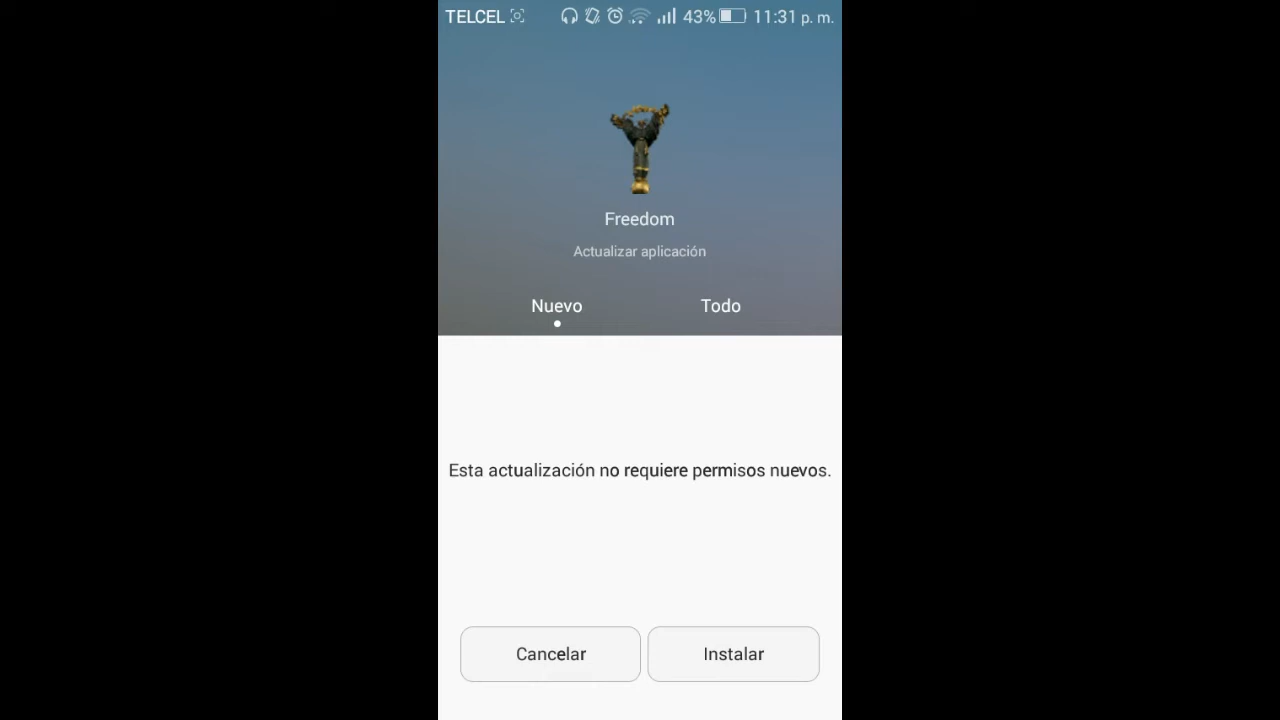 TELCEL 43% 11:31 p. m.
Freedom
Actualizar aplicación
Nuevo Todo
Esta actualización no requiere permisos nuevos.
Cancelar Instalar